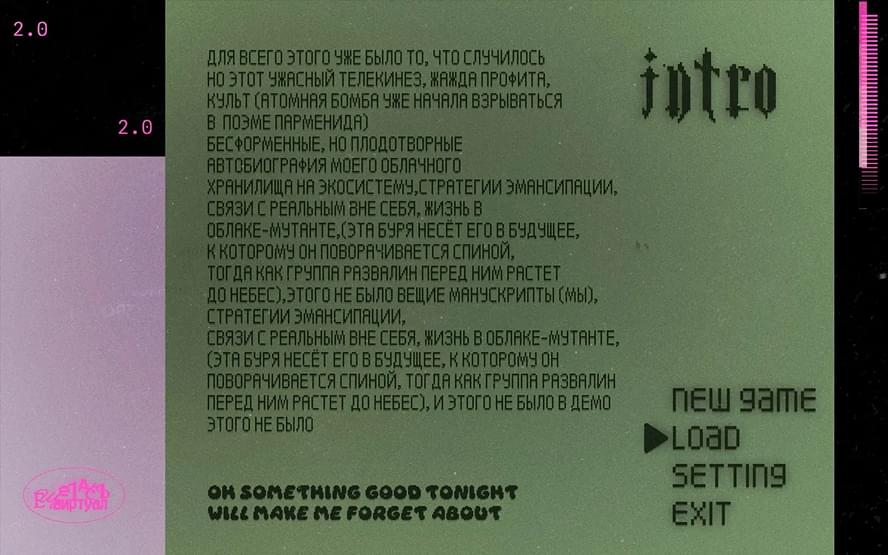 2.0
2.0
intro
ДЛЯ ВСЕГО ЭТОГО УЖЕ БЫЛО ТО, ЧТО СЛУЧИЛОСЬ
НО ЭТОТ УЖАСНЫЙ ТЕЛЕКИНЕЗ, ЖАЖДА ПРОФИТА,
КУЛЬТ (АТОМНАЯ БОМБА УЖЕ НАЧАЛА ВЗРЫВАТЬСЯ
В ПОЭМЕ ПАРМЕНИДА)
БЕСФОРМЕННЫЕ, НО ПЛОДОТВОРНЫЕ
АВТОБИОГРАФИЯ МОЕГО ОБЛАЧНОГО
ХРАНИЛИЩА НА ЭКОСИСТЕМУ,СТРАТЕГИИ ЭМАНСИПАЦИИ,
СВЯЗИ С РЕАЛЬНЫМ ВНЕ СЕБЯ, ЖИЗНЬ В
ОБЛАКЕ-МУТАНТЕ,(ЭТА БУРЯ НЕСЁТ ЕГО В БУДУЩЕЕ,
К КОТОРОМУ ОН ПОВОРАЧИВАЕТСЯ СПИНОЙ,
ТОГДА КАК ГРУППА РАЗВАЛИН ПЕРЕД НИМ РАСТЕТ
ДО НЕБЕС),ЭТОГО НЕ БЫЛО ВЕЩИЕ МАНУСКРИПТЫ (МЫ),
СТРАТЕГИИ ЭМАНСИПАЦИИ,
СВЯЗИ С РЕАЛЬНЫМ ВНЕ СЕБЯ, ЖИЗНЬ В ОБЛАКЕ-МУТАНТЕ,
(ЭТА БУРЯ НЕСЁТ ЕГО В БУДУЩЕЕ, К КОТОРОМУ ОН
ПОВОРАЧИВАЕТСЯ СПИНОЙ, ТОГДА КАК ГРУППА РАЗВАЛИН
ПЕРЕД НИМ РАСТЕТ ДО НЕБЕС), И ЭТОГО НЕ БЫЛО В ДЕМО
ЭТОГО НЕ БЫЛО
OH SOMETHING GOOD TONIGHT
WILL MAKE ME FORGET ABOUT
new game
LOAD
SETTING
EXIT
виртуал